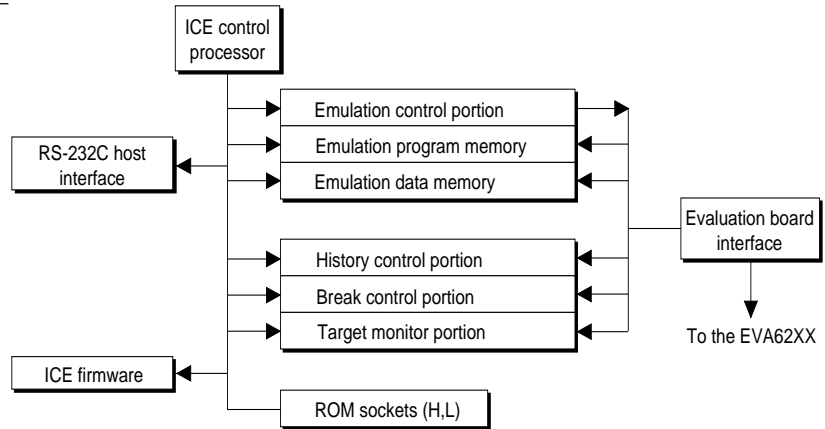 ICE control
processor
Emulation control portion
Emulation program memory
Emulation data memory
RS-232C host
interface
Evaluation board
interface
History control portion
Break control portion
Target monitor portion
To the EVA62XX
ICE firmware
ROM sockets (H,L)